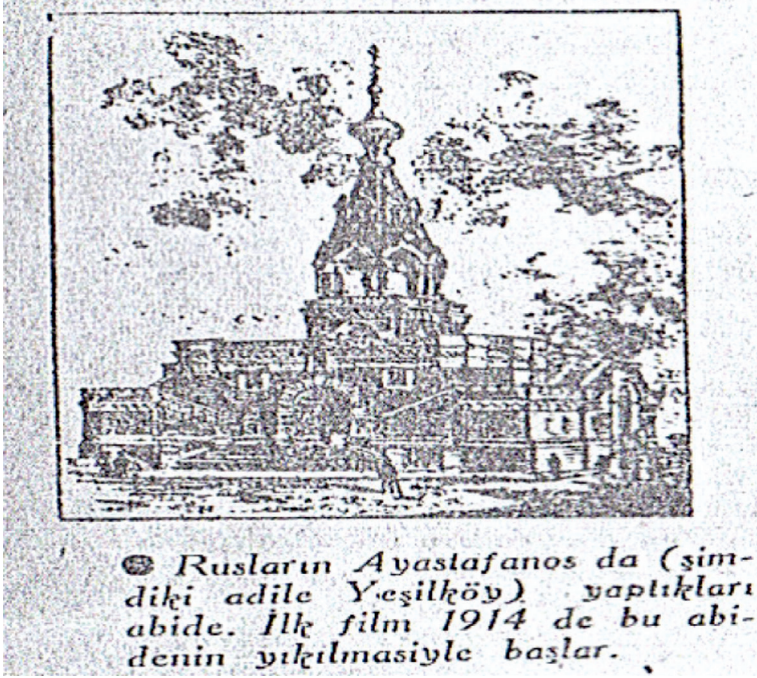 Rusların Ayastafanos da (şim-
diki adile Yeşilköy) yaptıkları
abide. İlk film 1914 de bu abi-
denin yıkılmasiyle başlar.